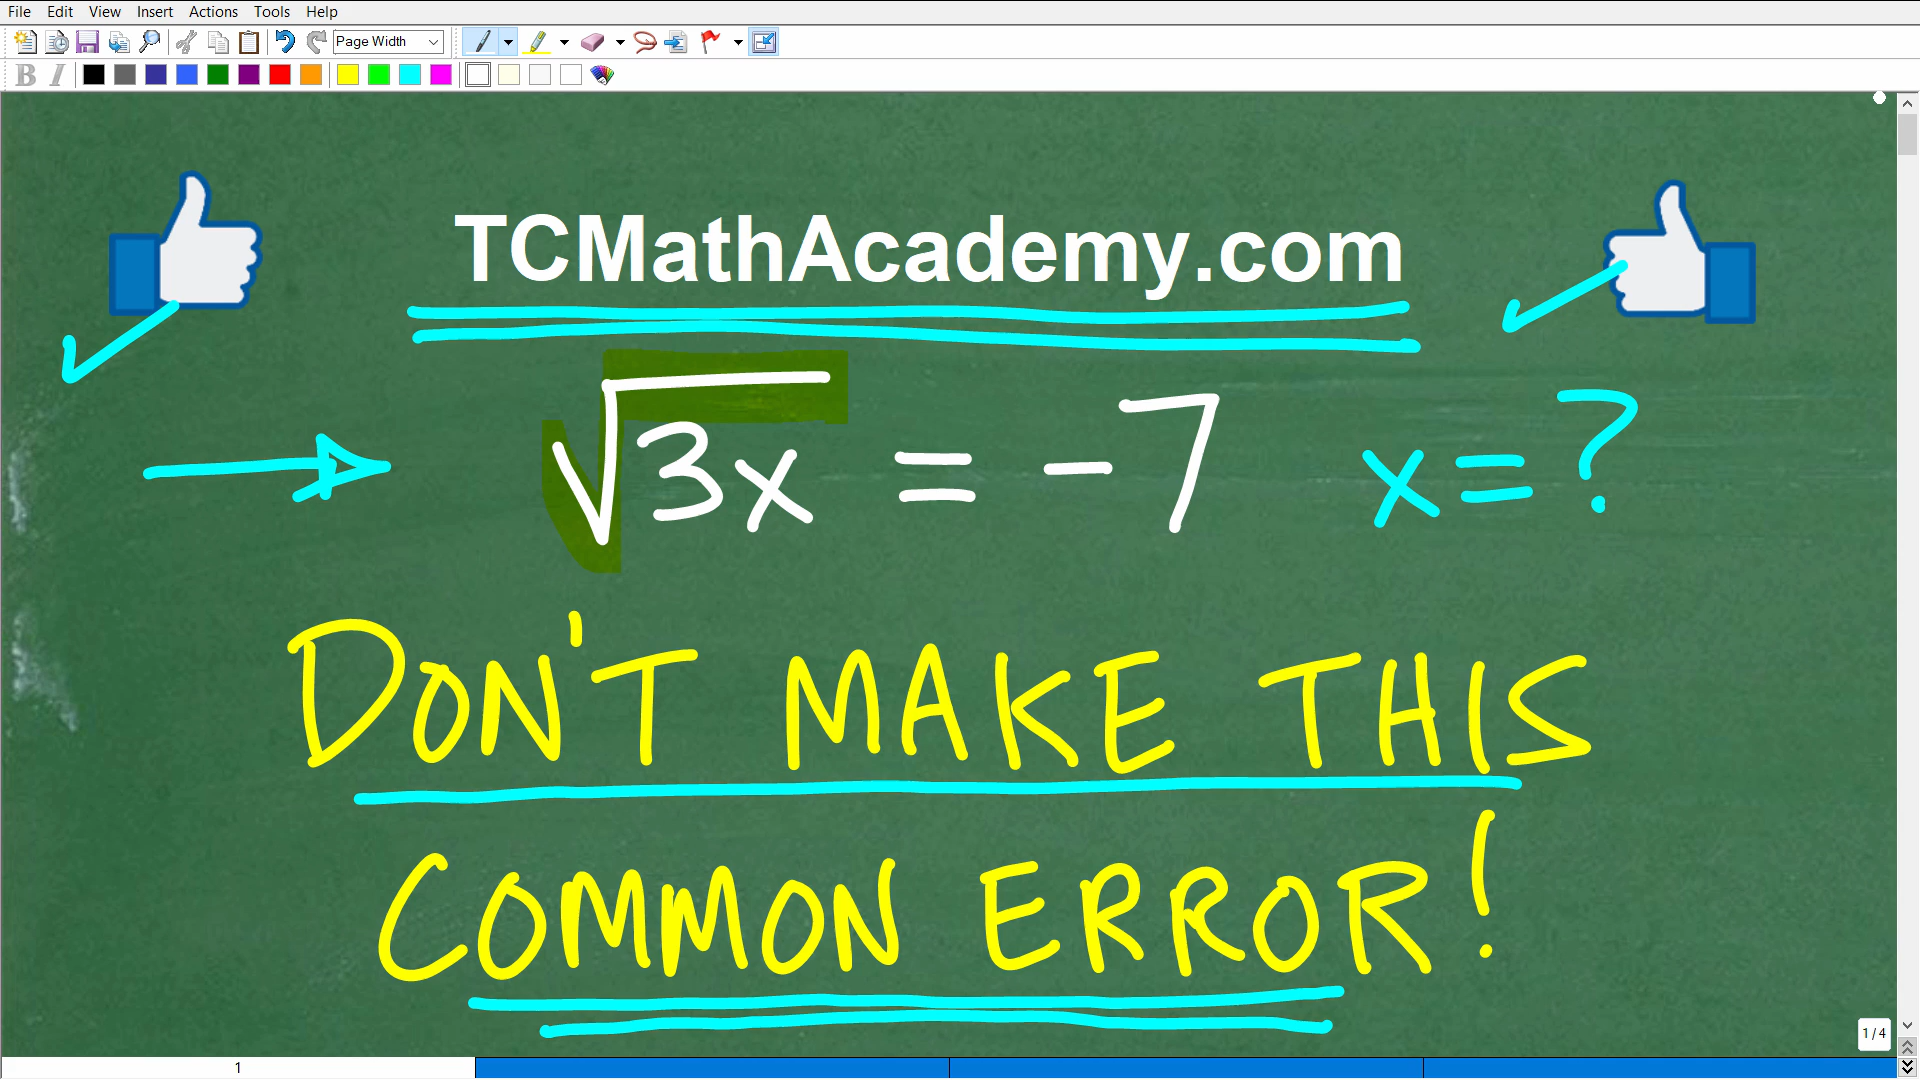 File Edit View Insert Actions Tools Help
Page Width
B I
TCMathAcademy.com
√3x = -7 x=?
DON'T MAKE THIS
COMMON ERROR!
1 / 4
1